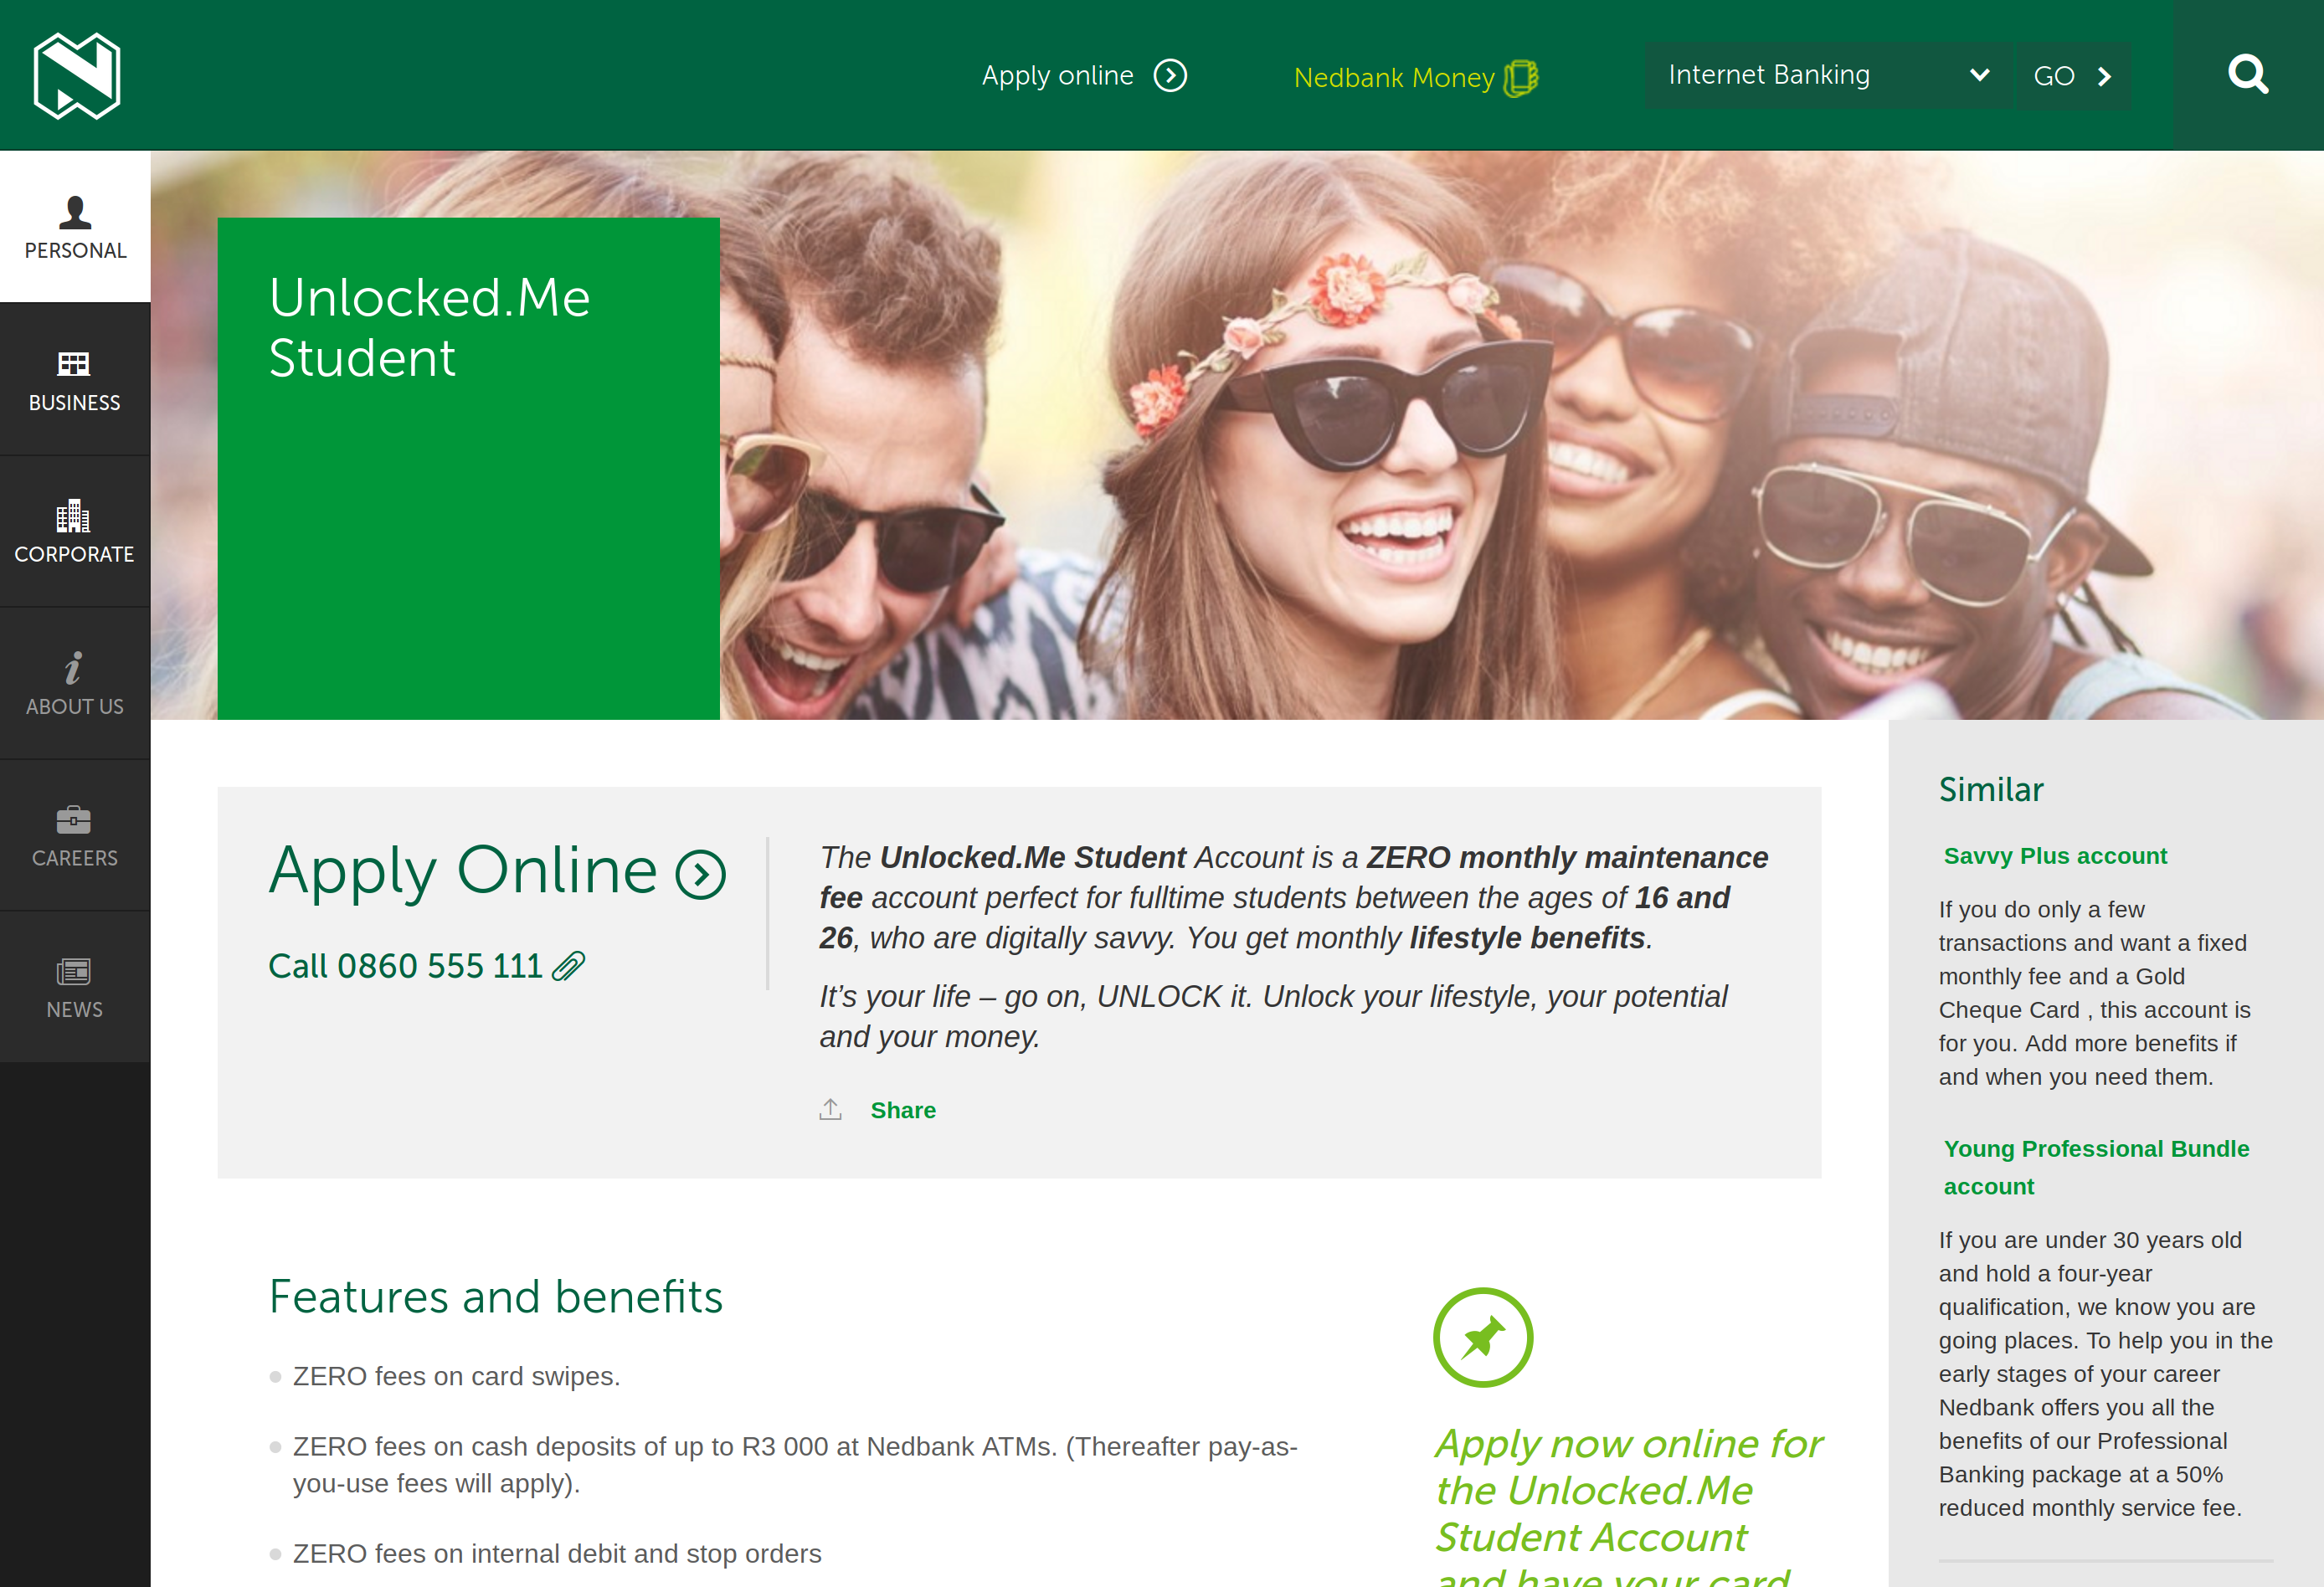 Apply online
Nedbank Money
Internet Banking
GO
PERSONAL
BUSINESS
CORPORATE
ABOUT US
CAREERS
NEWS
Unlocked.Me
Student
Apply Online
Call 0860 555 111
The Unlocked.Me Student Account is a ZERO monthly maintenance
fee account perfect for fulltime students between the ages of 16 and
26, who are digitally savvy. You get monthly lifestyle benefits.
It’s your life – go on, UNLOCK it. Unlock your lifestyle, your potential
and your money.
Share
Features and benefits
ZERO fees on card swipes.
ZERO fees on cash deposits of up to R3 000 at Nedbank ATMs. (Thereafter pay-as-
you-use fees will apply).
ZERO fees on internal debit and stop orders
Apply now online for
the Unlocked.Me
Student Account
and have your card
Similar
Savvy Plus account
If you do only a few
transactions and want a fixed
monthly fee and a Gold
Cheque Card , this account is
for you. Add more benefits if
and when you need them.
Young Professional Bundle
account
If you are under 30 years old
and hold a four-year
qualification, we know you are
going places. To help you in the
early stages of your career
Nedbank offers you all the
benefits of our Professional
Banking package at a 50%
reduced monthly service fee.